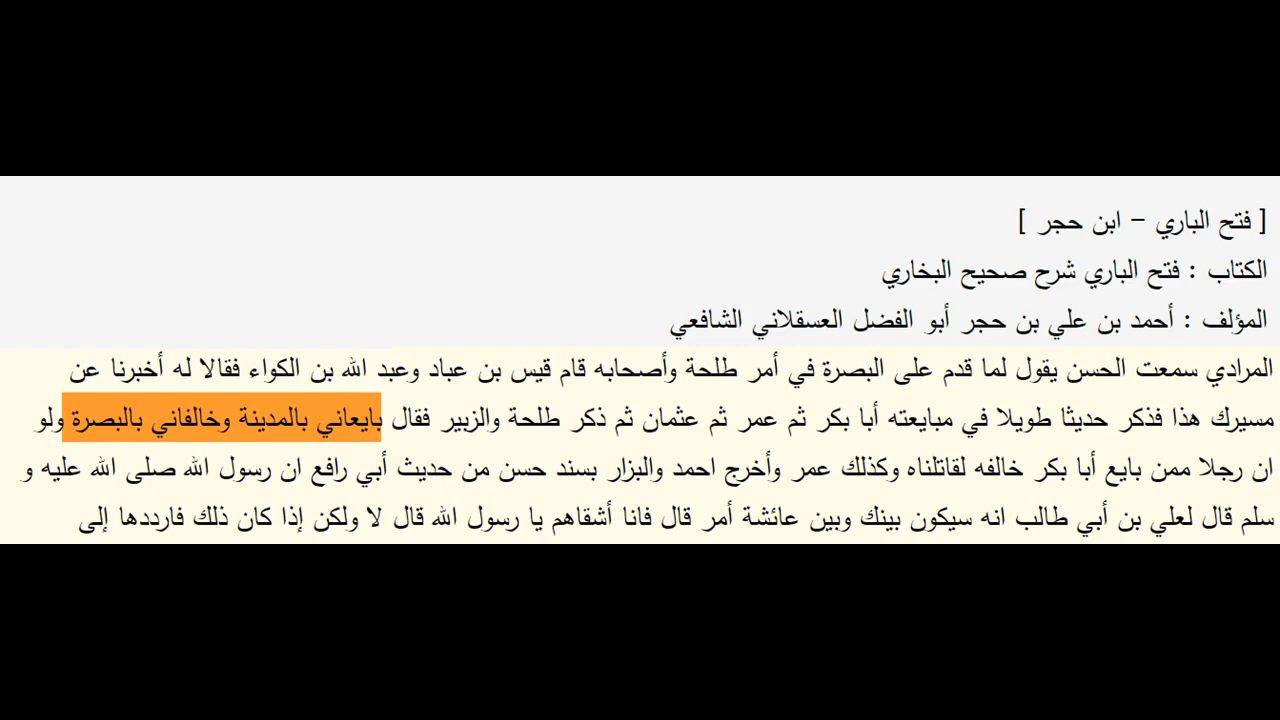 [ فتح الباري – ابن حجر ]
الكتاب : فتح الباري شرح صحيح البخاري
المؤلف : أحمد بن علي بن حجر أبو الفضل العسقلاني الشافعي
المرادي سمعت الحسن يقول لما قدم على البصرة في أمر طلحة وأصحابه قام قيس بن عباد وعبد الله بن الكواء فقالا له أخبرنا عن
مسيرك هذا فذكر حديثا طويلا في مبايعته أبا بكر ثم عمر ثم عثمان ثم ذكر طلحة والزبير فقال بايعاني بالمدينة وخالفاني بالبصرة ولو
ان رجلا ممن بايع أبا بكر خالفه لقاتلناه وكذلك عمر وأخرج احمد والبزار بسند حسن من حديث أبي رافع ان رسول الله صلى الله عليه و
سلم قال لعلي بن أبي طالب انه سيكون بينك وبين عائشة أمر قال فانا أشقاهم يا رسول الله قال لا ولكن إذا كان ذلك فارددها إلى